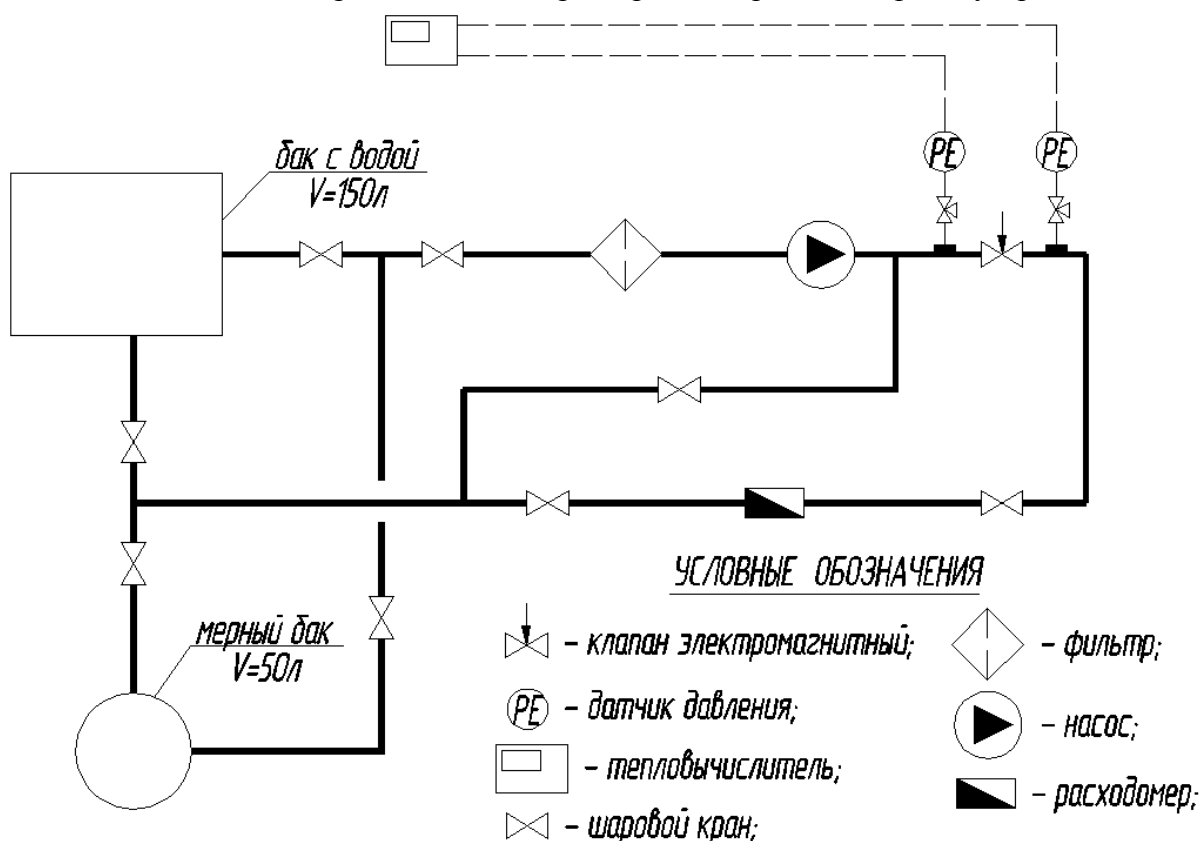 PE PE
бак с водой
V=150л
УСЛОВНЫЕ ОБОЗНАЧЕНИЯ
мерный бак
V=50л
– клапан электромагнитный;
– фильтр;
PE – датчик давления;
– насос;
– тепловычислитель;
– расходомер;
– шаровой кран;